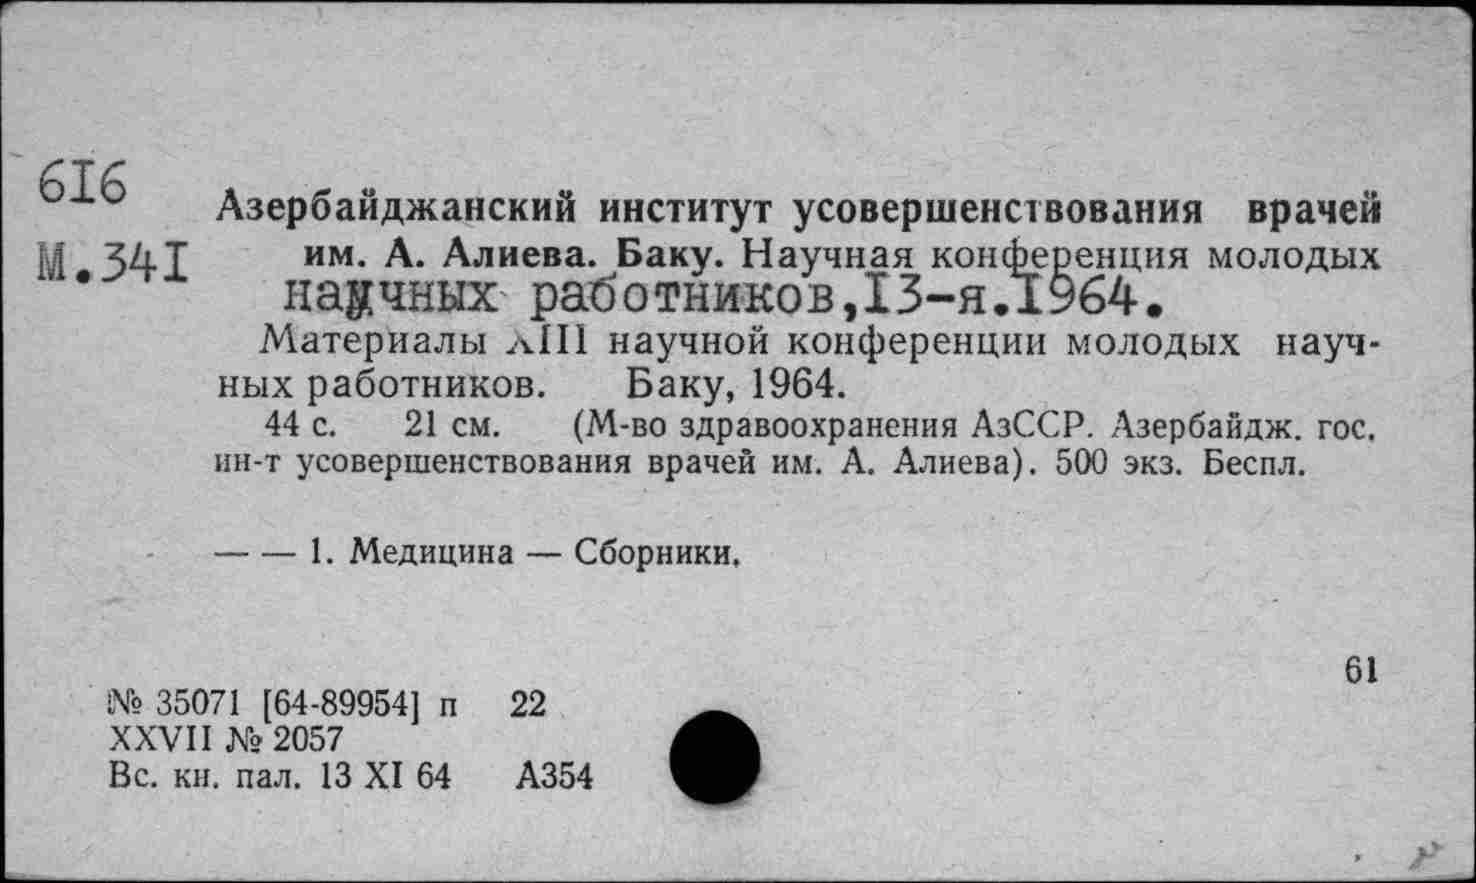 616
М.341
Азербайджанский институт усовершенствования врачей
им. А. Алиева. Баку. Научная конференция молодых
научных работников,13-я.1964.
Материалы XIII научной конференции молодых науч-
ных работников. Баку, 1964.
44 с. 21 см. (М-во здравоохранения АзССР. Азербайдж. гос.
ин-т усовершенствования врачей им. А. Алиева). 500 экз. Беспл.
— — 1. Медицина — Сборники.
61
№ 35071 [64-89954] п 22
XXVII № 2057
Вс. кн. пал. 13 XI 64 А354